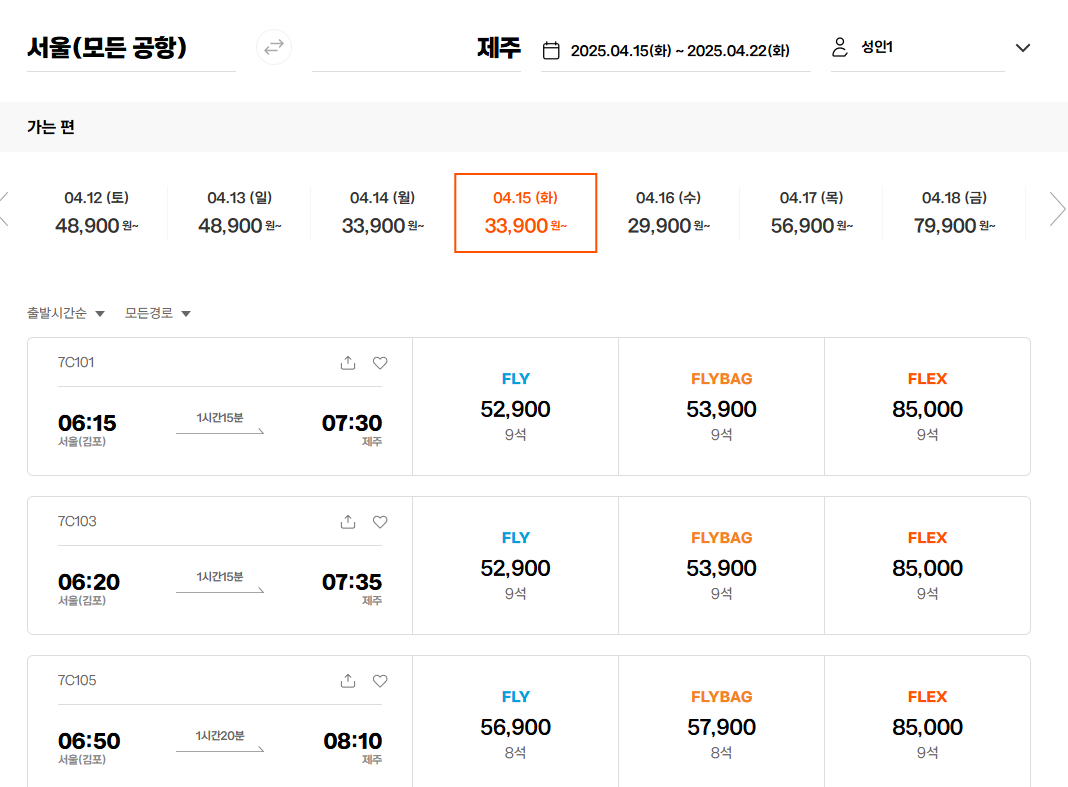 서울(모든 공항) 제주 2025.04.15(화) ~ 2025.04.22(화) 성인1
가는 편
04.12 (토) 04.13 (일) 04.14 (월) 04.15 (화) 04.16 (수) 04.17 (목) 04.18 (금)
48,900 원~ 48,900 원~ 33,900 원~ 33,900 원~ 29,900 원~ 56,900 원~ 79,900 원~
출발시간순 모든경로
7C101
FLY FLYBAG FLEX
06:15 1시간15분 07:30 52,900 53,900 85,000
서울(김포) 제주 9석 9석 9석
7C103
FLY FLYBAG FLEX
06:20 1시간15분 07:35 52,900 53,900 85,000
서울(김포) 제주 9석 9석 9석
7C105
FLY FLYBAG FLEX
06:50 1시간20분 08:10 56,900 57,900 85,000
서울(김포) 제주 8석 8석 9석